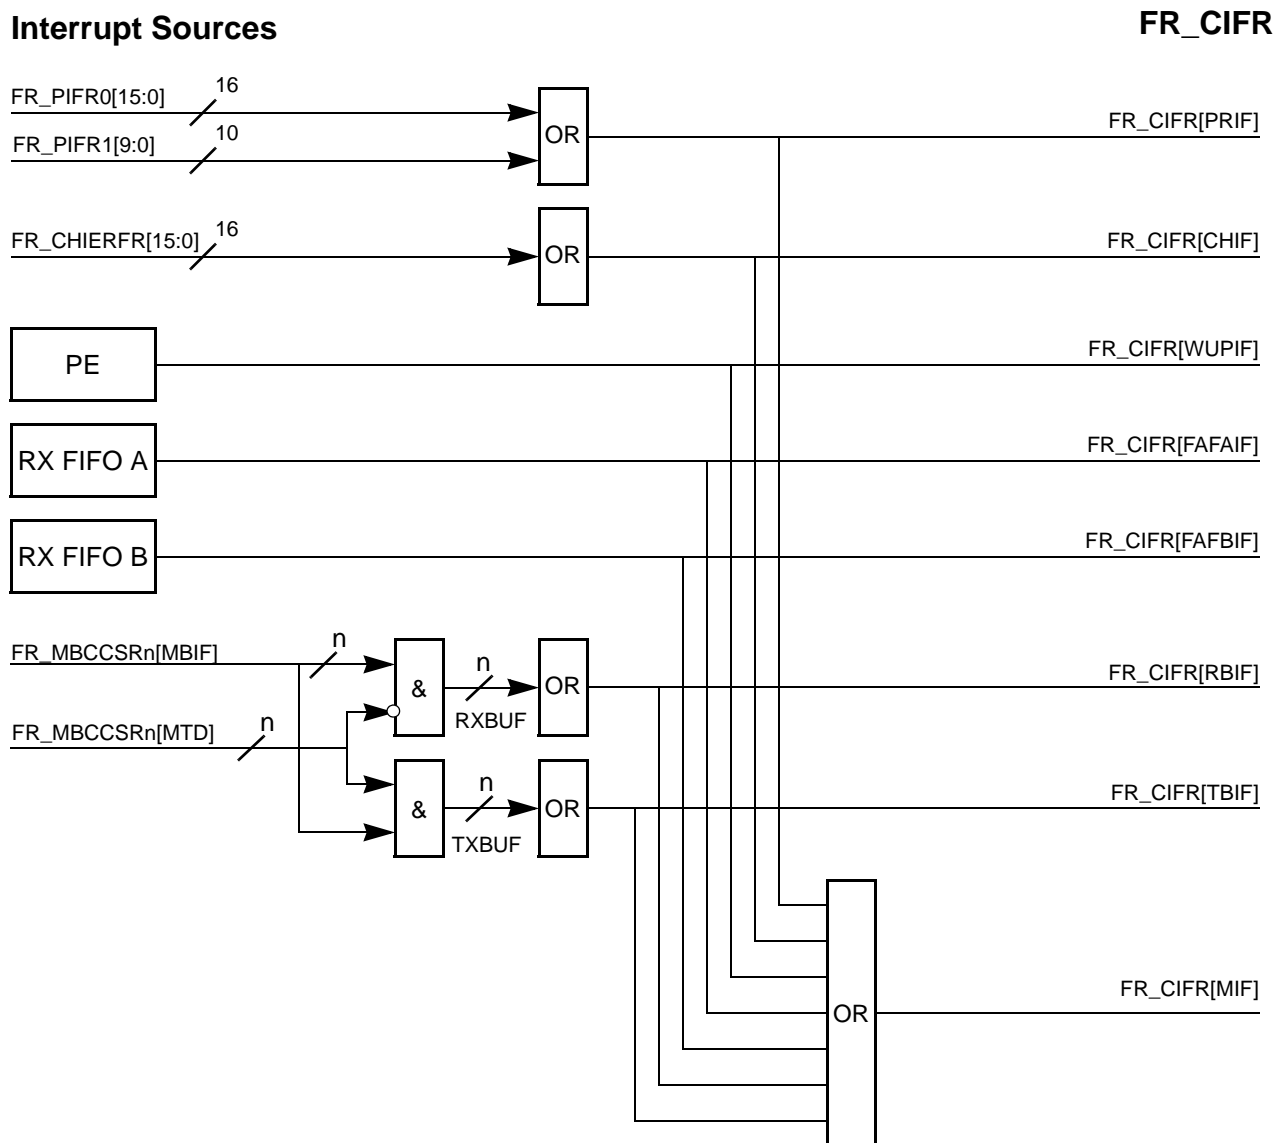 Interrupt Sources
FR_CIFR
FR_PIFR0[15:0]
16
OR
FR_CIFR[PRIF]
FR_PIFR1[9:0]
10
FR_CHIERFR[15:0]
16
OR
FR_CIFR[CHIF]
PE
FR_CIFR[WUPIF]
RX FIFO A
FR_CIFR[FAFAIF]
RX FIFO B
FR_CIFR[FAFBIF]
FR_MBCCSRn[MBIF]
n
&
n
RXBUF
OR
FR_CIFR[RBIF]
FR_MBCCSRn[MTD]
n
&
n
TXBUF
OR
FR_CIFR[TBIF]
OR
FR_CIFR[MIF]